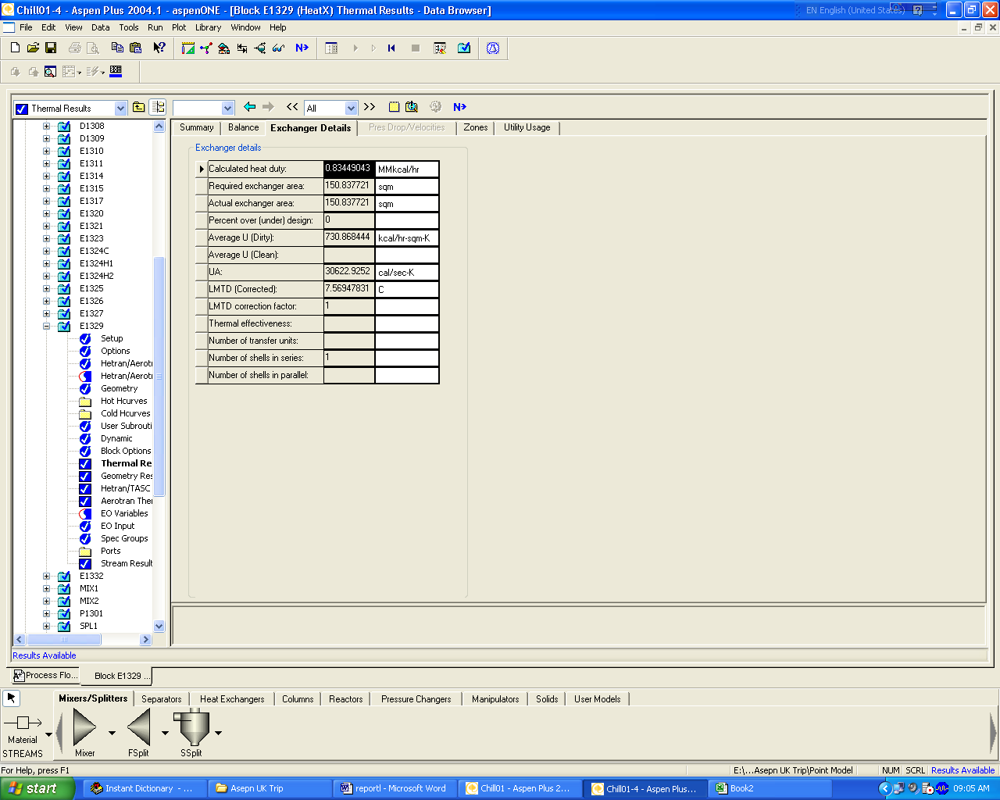 Chill01-4 - Aspen Plus 2004.1 - aspenONE - [Block E1329 (HeatX) Thermal Results - Data Browser]
EN English (United States)
File Edit View Data Tools Run Plot Library Window Help
Thermal Results
All
D1308
D1309
E1310
E1311
E1314
E1315
E1317
E1320
E1321
E1323
E1324C
E1324H1
E1324H2
E1325
E1326
E1327
E1329
Setup
Options
Hetran/Aerotr
Hetran/Aerotr
Geometry
Hot Hcurves
Cold Hcurves
User Subrouti
Dynamic
Block Options
Thermal Re
Geometry Res
Hetran/TASC
Aerotran Ther
EO Variables
EO Input
Spec Groups
Ports
Stream Result
E1332
MIX1
MIX2
P1301
SPL1
Summary Balance Exchanger Details Pres Drop/Velocities Zones Utility Usage
Exchanger details
Calculated heat duty: 0.83449043 MMkcal/hr
Required exchanger area: 150.837721 sqm
Actual exchanger area: 150.837721 sqm
Percent over (under) design: 0
Average U (Dirty): 730.868444 kcal/hr-sqm-K
Average U (Clean):
UA: 30622.9252 cal/sec-K
LMTD (Corrected): 7.56947831 C
LMTD correction factor: 1
Thermal effectiveness:
Number of transfer units:
Number of shells in series: 1
Number of shells in parallel:
Results Available
Process Flo... Block E1329 ...
Mixers/Splitters Separators Heat Exchangers Columns Reactors Pressure Changers Manipulators Solids User Models
Material
STREAMS
Mixer FSplit SSplit
For Help, press F1
E:\...Asepn UK Trip\Point Model NUM SCRL Results Available
start Instant Dictionary - ... Asepn UK Trip reportI - Microsoft Word Chill01 - Aspen Plus 2... Chill01-4 - Aspen Plus... Book2 09:05 AM